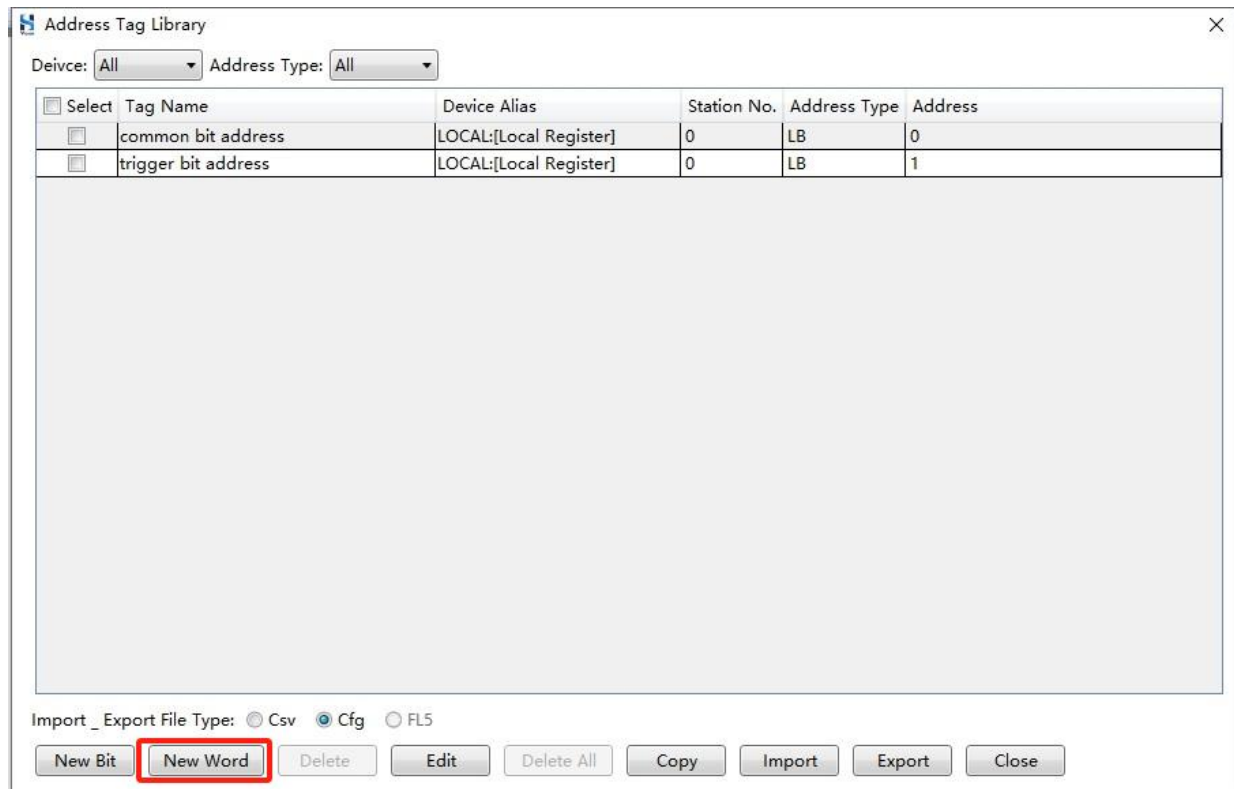 Address Tag Library
Deivce: All Address Type: All
Select Tag Name Device Alias Station No. Address Type Address
common bit address LOCAL:[Local Register] 0 LB 0
trigger bit address LOCAL:[Local Register] 0 LB 1
Import _ Export File Type: Csv Cfg FL5
New Bit New Word Delete Edit Delete All Copy Import Export Close